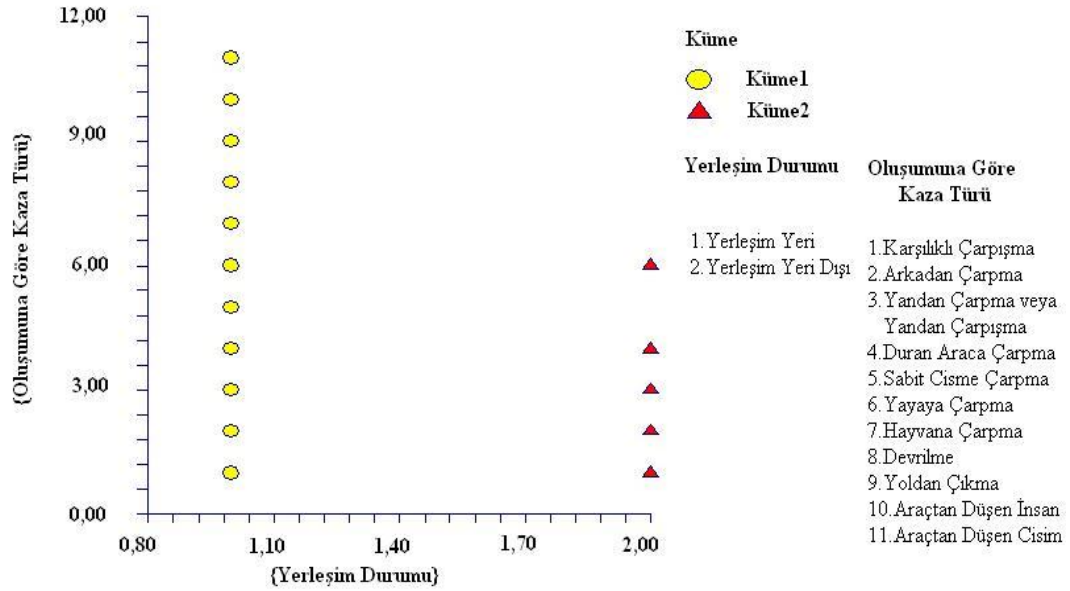 12,00
9,00
6,00
3,00
0,00
{Oluşumuna Göre Kaza Türü}
0,80
1,10
1,40
1,70
2,00
{Yerleşim Durumu}
Küme
Küme1
Küme2
Yerleşim Durumu
1.Yerleşim Yeri
2.Yerleşim Yeri Dışı
Oluşumuna Göre
Kaza Türü
1.Karşılıklı Çarpışma
2.Arkadan Çarpma
3.Yandan Çarpma veya
Yandan Çarpışma
4.Duran Araca Çarpma
5.Sabit Cisme Çarpma
6.Yayaya Çarpma
7.Hayvana Çarpma
8.Devrilme
9.Yoldan Çıkma
10.Araçtan Düşen İnsan
11.Araçtan Düşen Cisim